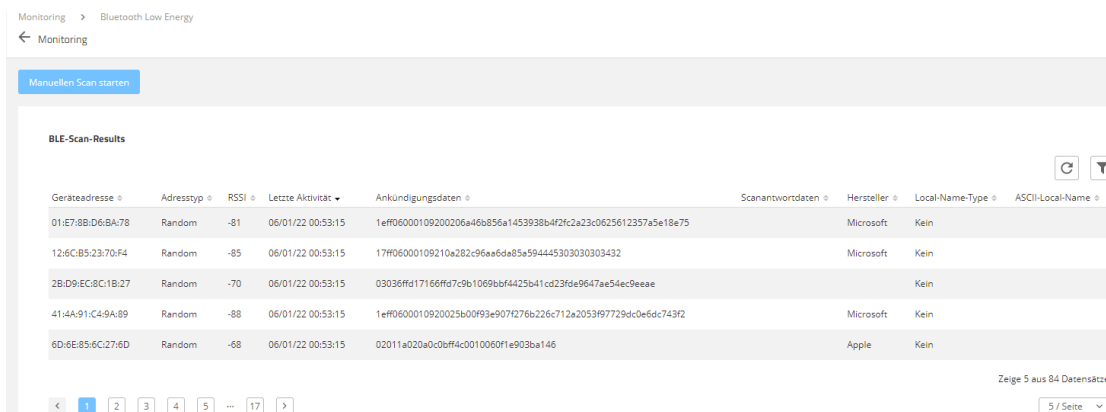 Monitoring > Bluetooth Low Energy
← Monitoring
Manuellen Scan starten
BLE-Scan-Results
Geräteadresse Adresstyp RSSI Letzte Aktivität Ankündigungsdaten Scanantwortdaten Hersteller Local-Name-Type ASCII-Local-Name
01:E7:8B:D6:BA:78 Random -81 06/01/22 00:53:15 1eff06000109200206a46b856a1453938b4f2fc2a23c0625612357a5e18e75 Microsoft Kein
12:6C:B5:23:70:F4 Random -85 06/01/22 00:53:15 17ff06000109210a282c96aa6da85a594445303030303432 Microsoft Kein
2B:D9:EC:8C:1B:27 Random -70 06/01/22 00:53:15 03036ffd17166ffd7c9b1069bbf4425b41cd23fde9647ae54ec9eeae Kein
41:4A:91:C4:9A:89 Random -88 06/01/22 00:53:15 1eff0600010920025b00f93e907f276b226c712a2053f97729dc0e6dc743f2 Microsoft Kein
6D:6E:85:6C:27:6D Random -68 06/01/22 00:53:15 02011a020a0c0bff4c0010060f1e903ba146 Apple Kein
Zeige 5 aus 84 Datensätze
< 1 2 3 4 5 ... 17 > 5 / Seite